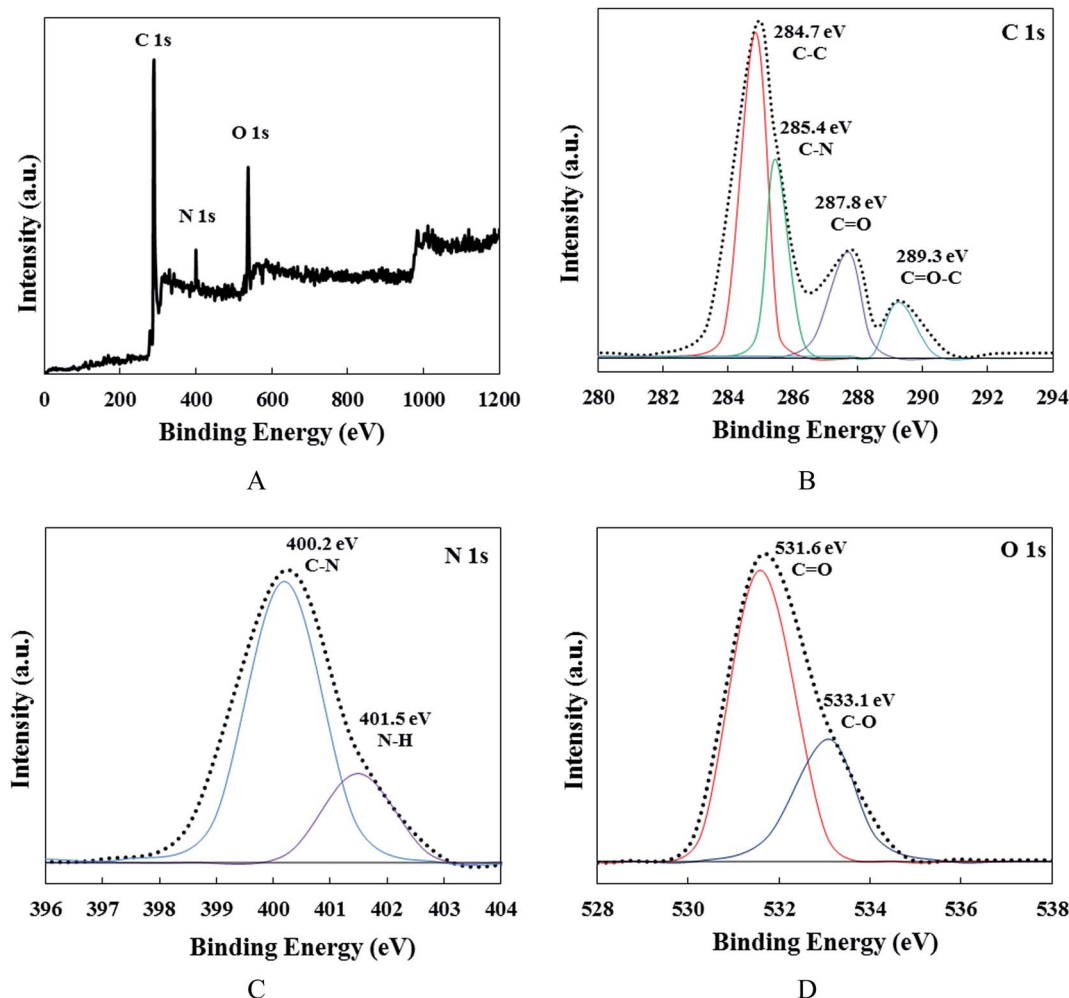 C 1s
O 1s
N 1s
Intensity (a.u.)
0 200 400 600 800 1000 1200
Binding Energy (eV)
A
C 1s
284.7 eV
C-C
285.4 eV
C-N
287.8 eV
C=O
289.3 eV
C=O-C
Intensity (a.u.)
280 282 284 286 288 290 292 294
Binding Energy (eV)
B
N 1s
400.2 eV
C-N
401.5 eV
N-H
Intensity (a.u.)
396 397 398 399 400 401 402 403 404
Binding Energy (eV)
C
O 1s
531.6 eV
C=O
533.1 eV
C-O
Intensity (a.u.)
528 530 532 534 536 538
Binding Energy (eV)
D